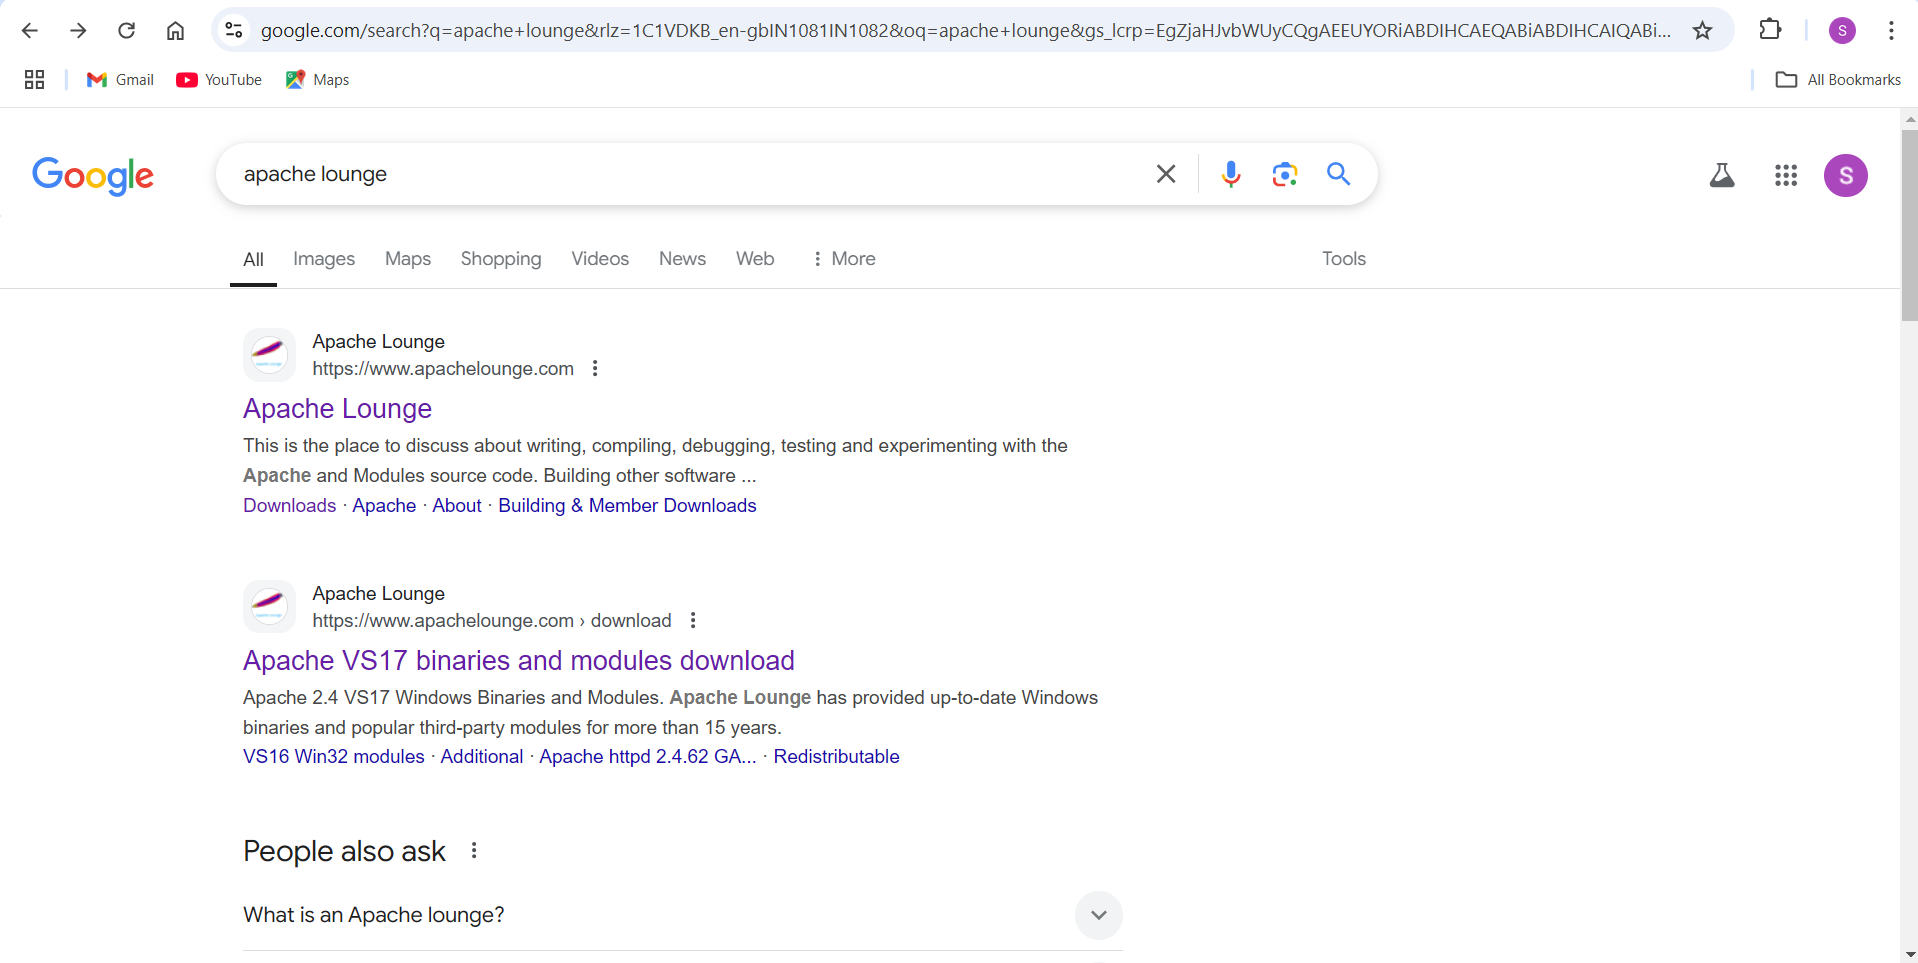 google.com/search?q=apache+lounge&rlz=1C1VDKB_en-gbIN1081IN1082&oq=apache+lounge&gs_lcrp=EgZjaHJvbWUyCQgAEEUYORiABDIHCAEQABiABDIHCAIQABi...
S
Gmail YouTube Maps All Bookmarks
Google apache lounge S
All Images Maps Shopping Videos News Web More Tools
Apache Lounge
https://www.apachelounge.com
Apache Lounge
This is the place to discuss about writing, compiling, debugging, testing and experimenting with the
Apache and Modules source code. Building other software ...
Downloads · Apache · About · Building & Member Downloads
Apache Lounge
https://www.apachelounge.com › download
Apache VS17 binaries and modules download
Apache 2.4 VS17 Windows Binaries and Modules. Apache Lounge has provided up-to-date Windows
binaries and popular third-party modules for more than 15 years.
VS16 Win32 modules · Additional · Apache httpd 2.4.62 GA... · Redistributable
People also ask
What is an Apache lounge?